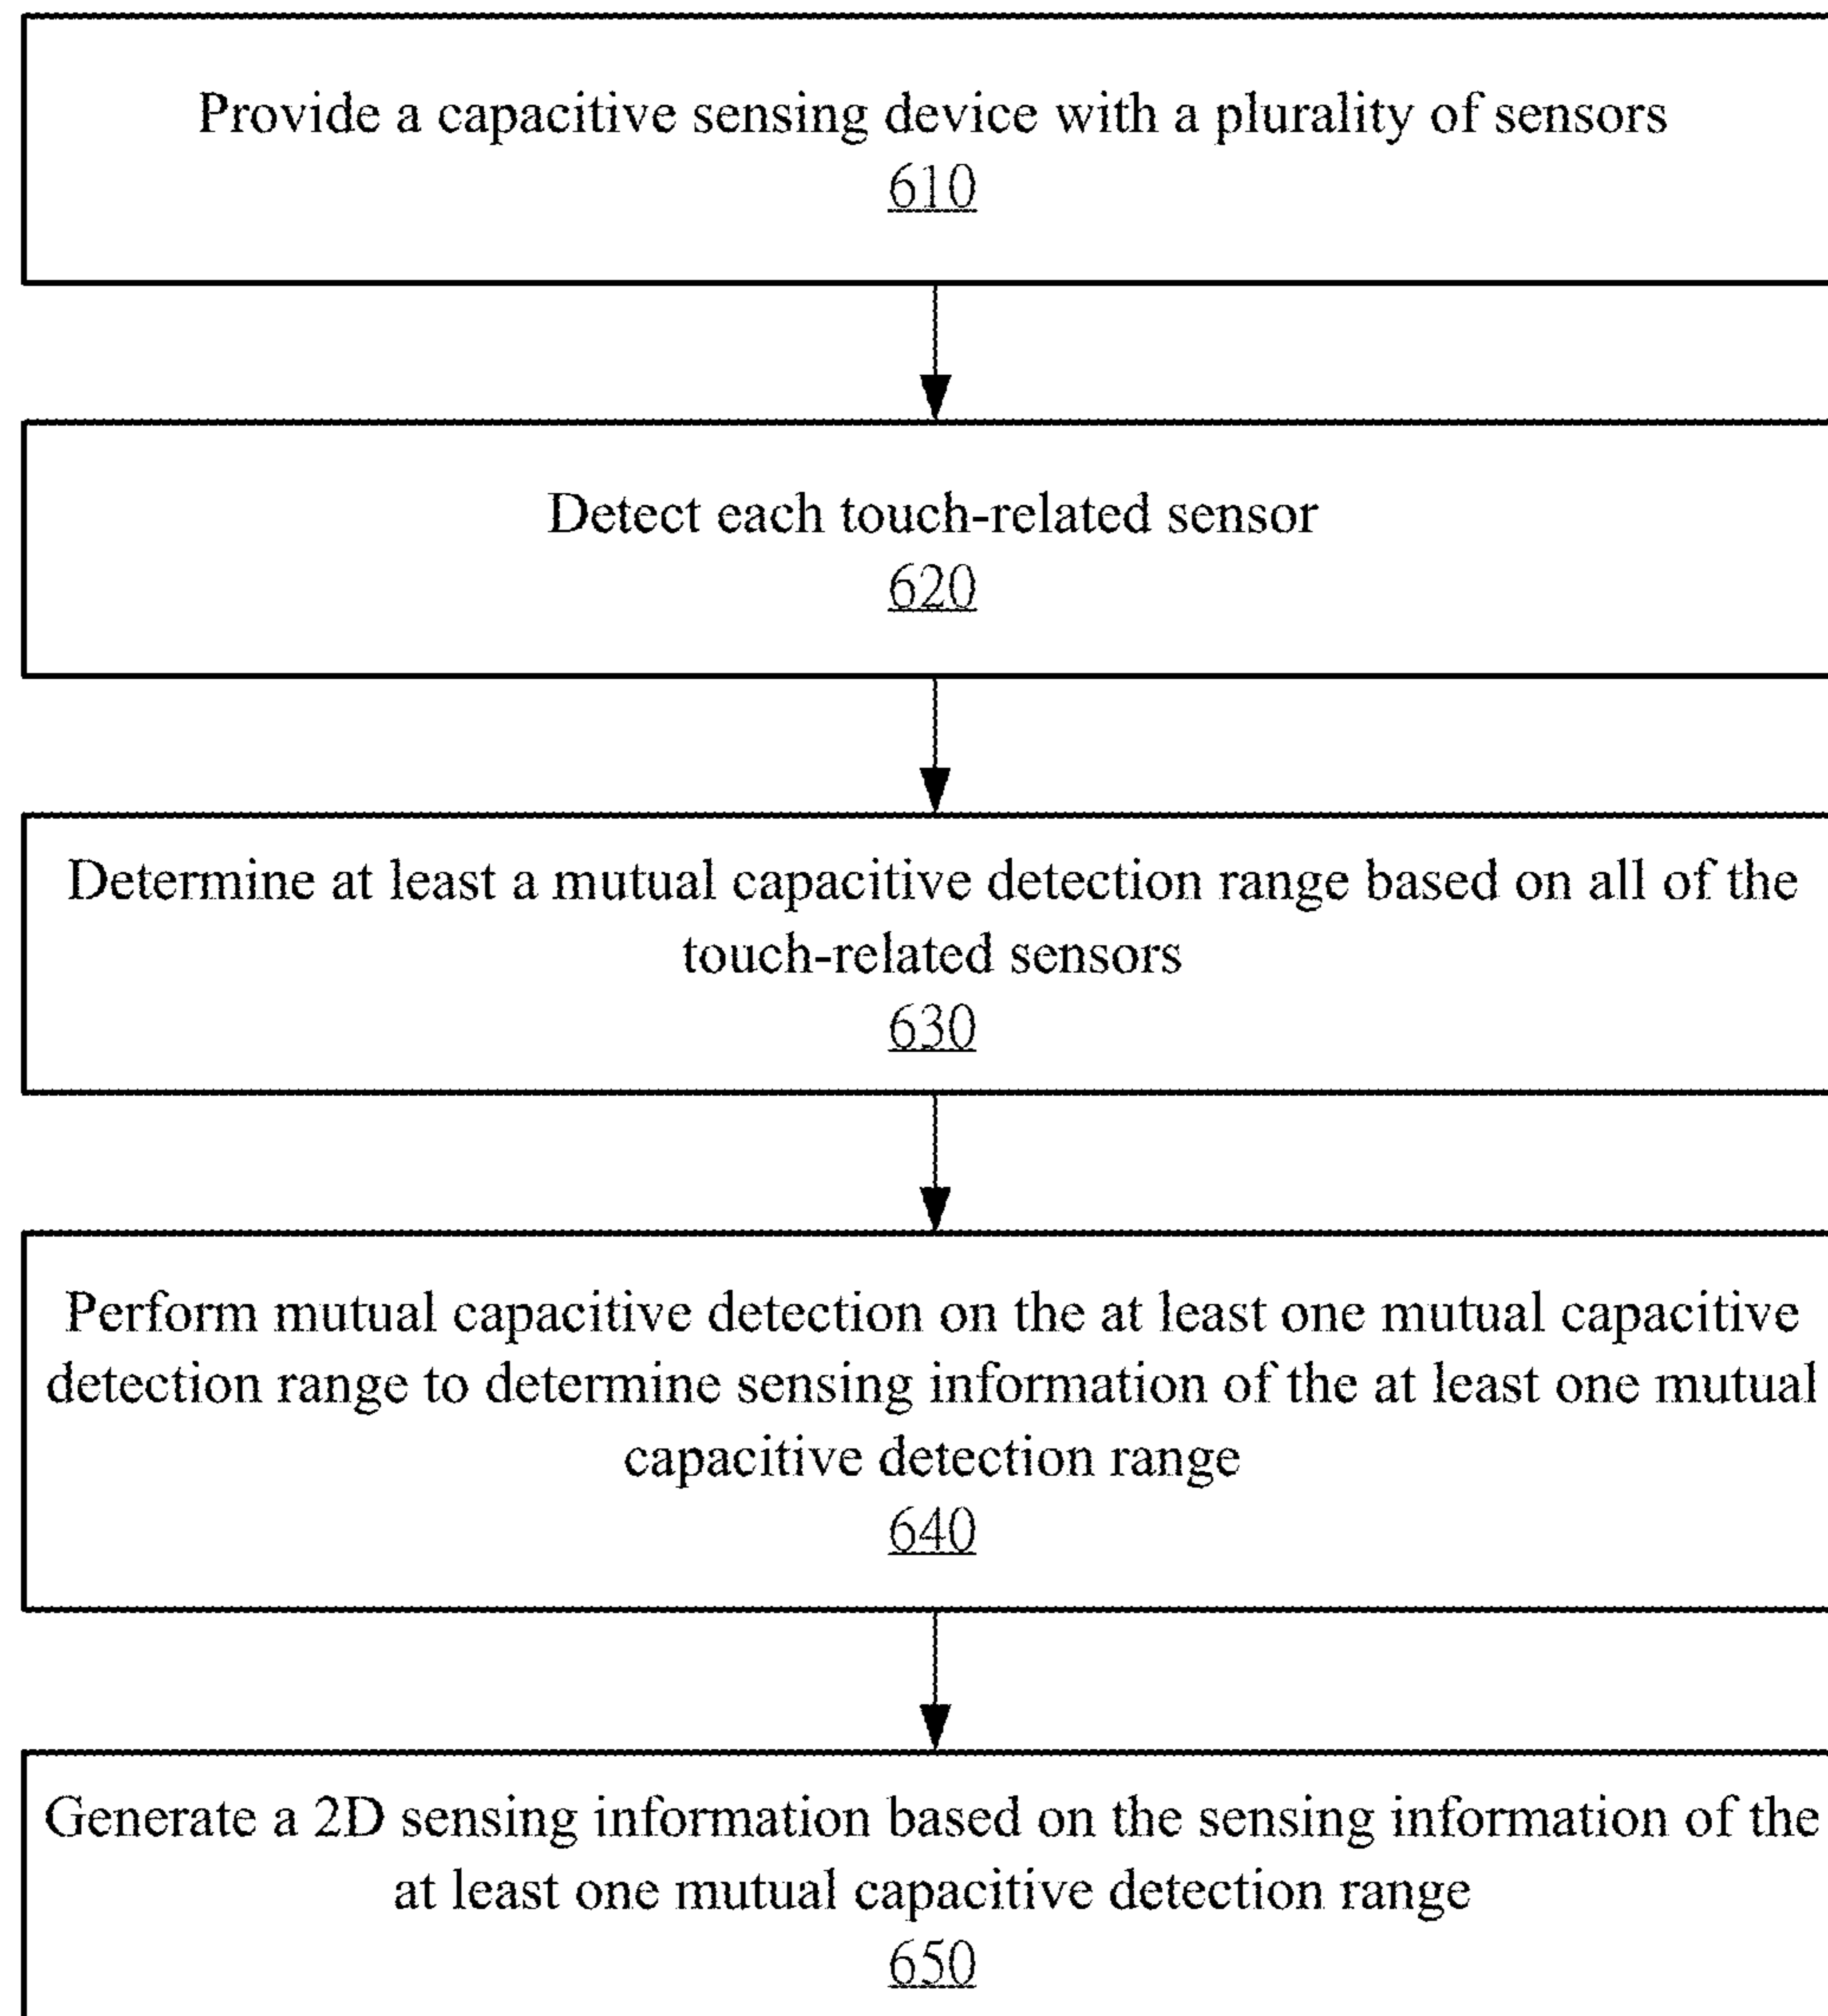 Provide a capacitive sensing device with a plurality of sensors
610
Detect each touch-related sensor
620
Determine at least a mutual capacitive detection range based on all of the
touch-related sensors
630
Perform mutual capacitive detection on the at least one mutual capacitive
detection range to determine sensing information of the at least one mutual
capacitive detection range
640
Generate a 2D sensing information based on the sensing information of the
at least one mutual capacitive detection range
650